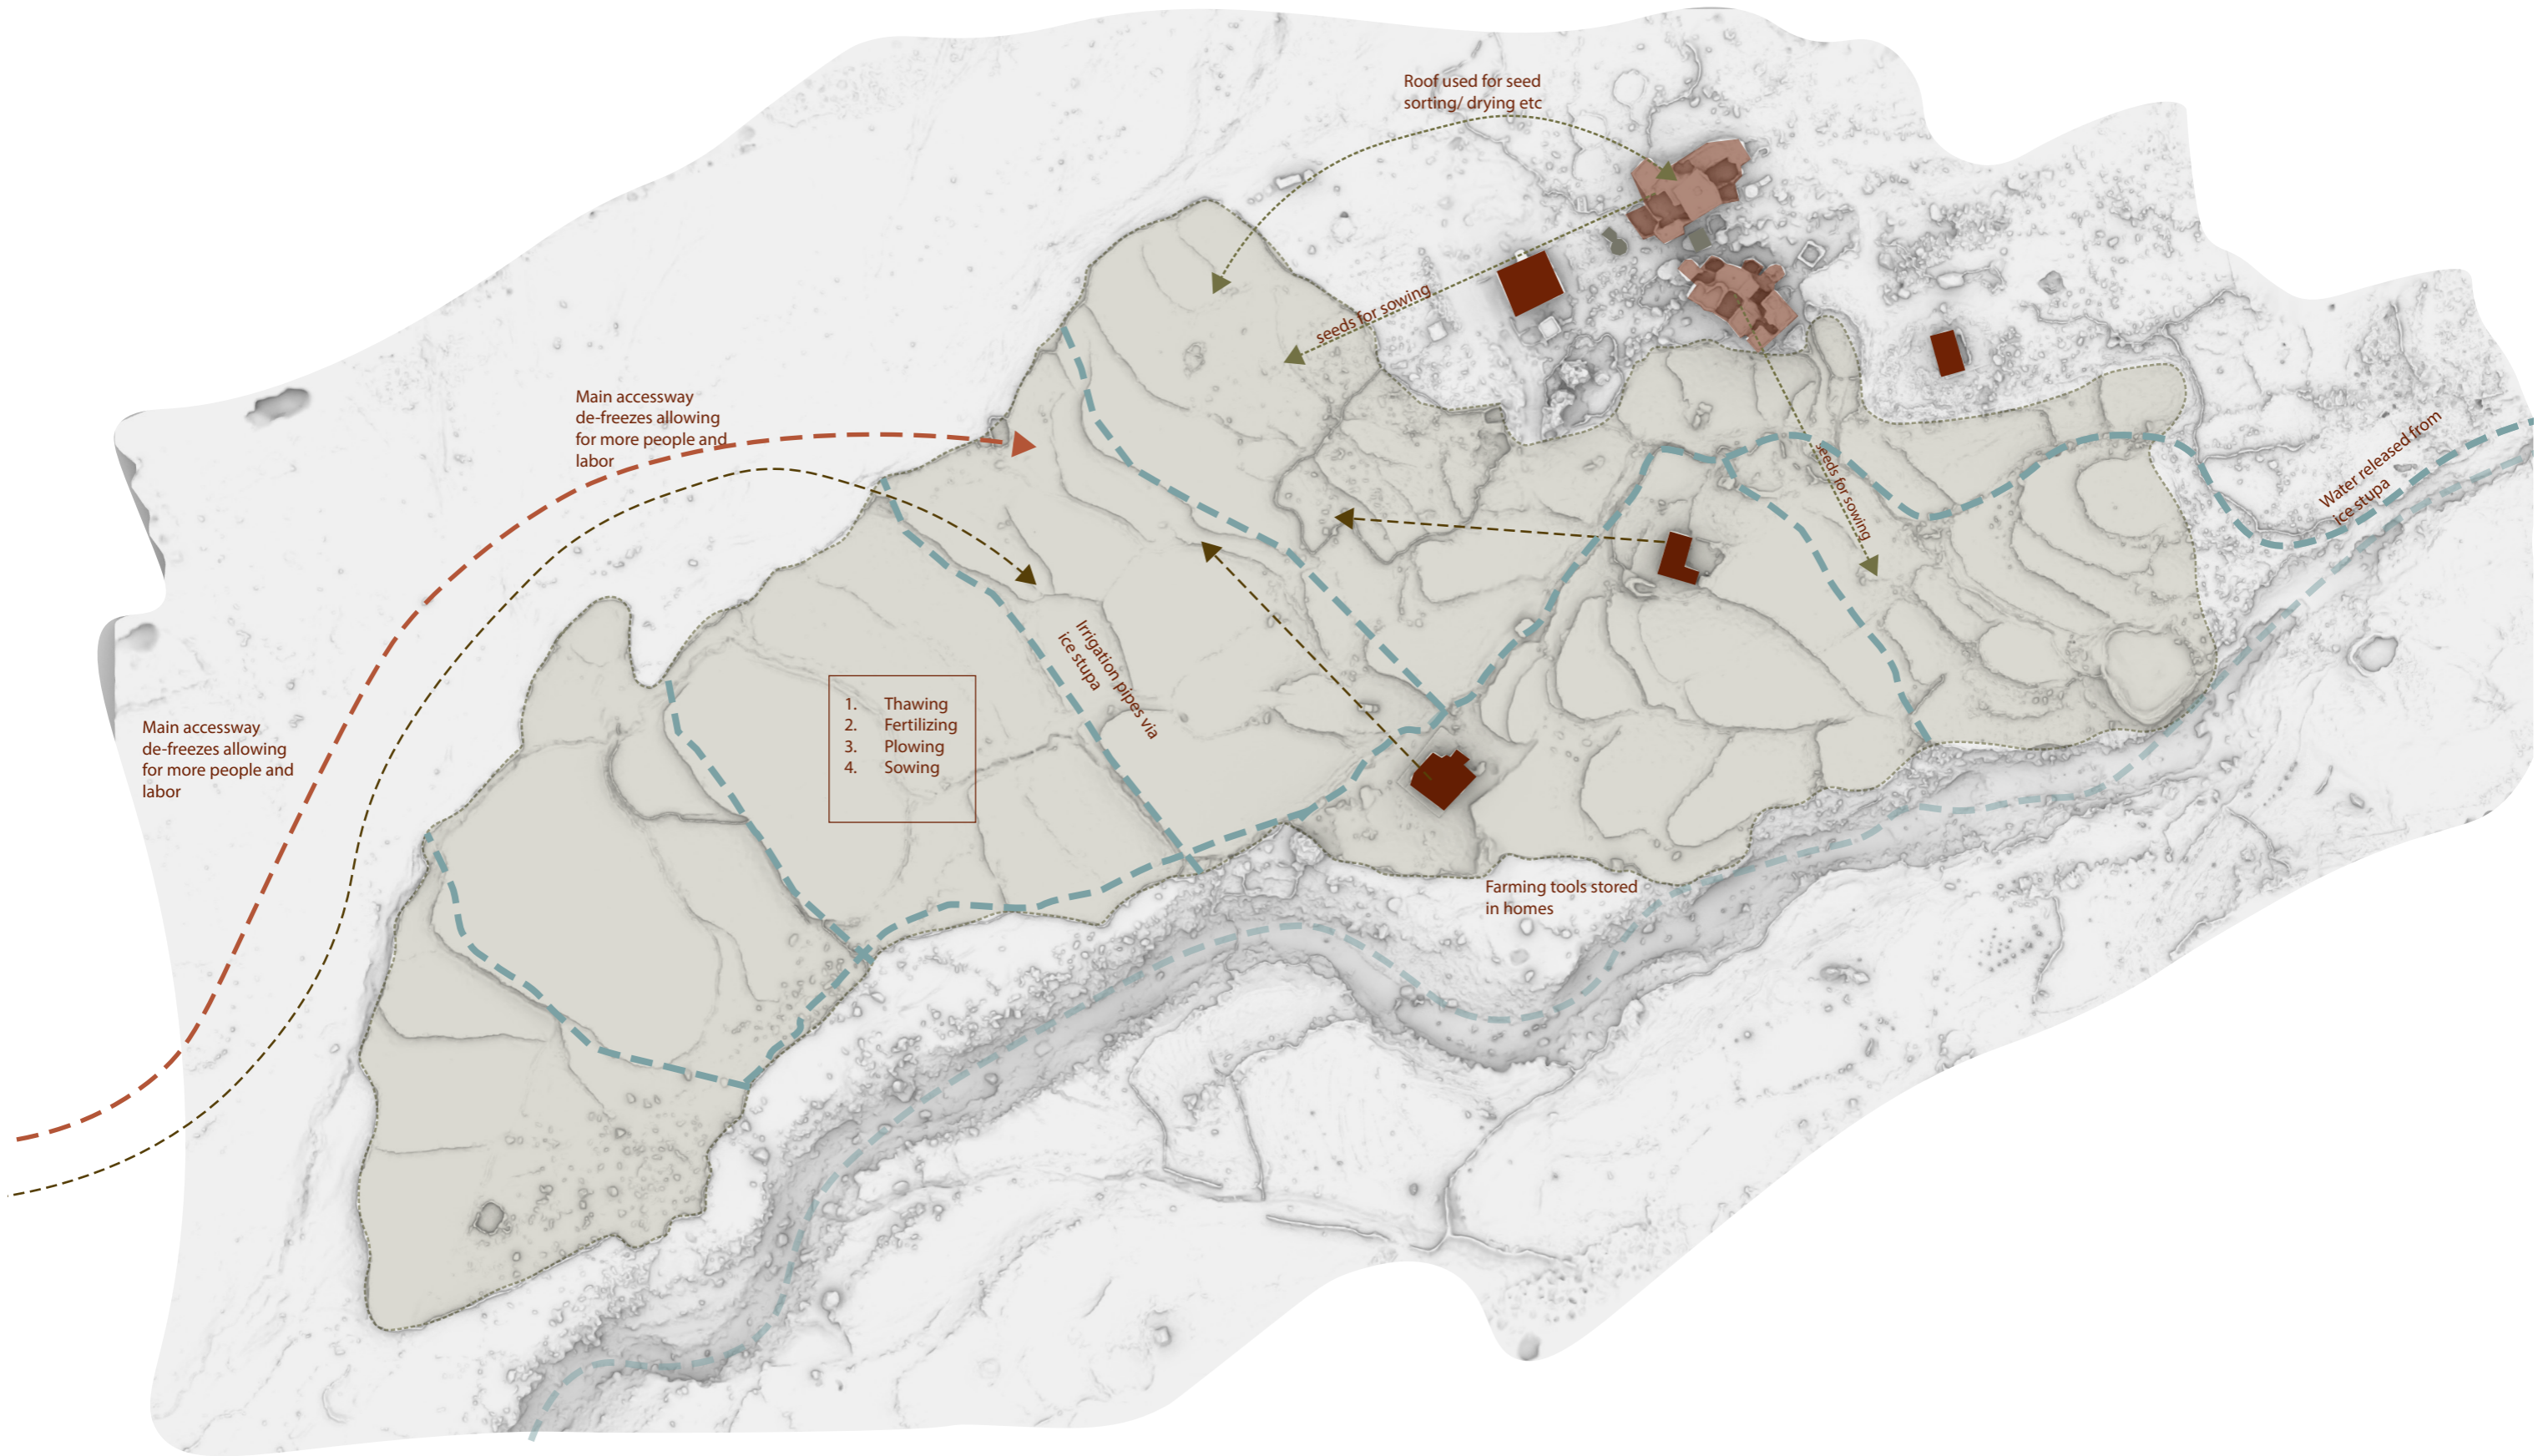 Roof used for seed
sorting/ drying etc
seeds for sowing
Main accessway
de-freezes allowing
for more people and
labor
Water released from
ice stupa
seeds for sowing
Irrigation pipes via
ice stupa
1. Thawing
2. Fertilizing
3. Plowing
4. Sowing
Main accessway
de-freezes allowing
for more people and
labor
Farming tools stored
in homes